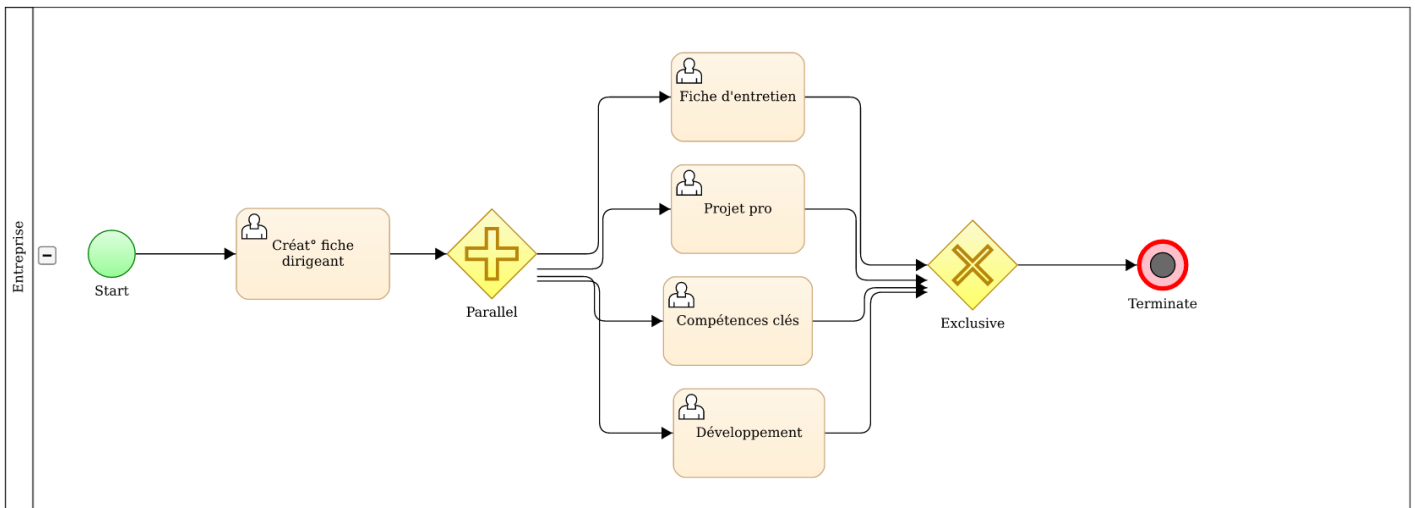 Entreprise
Start
Créat° fiche
dirigeant
Parallel
Fiche d'entretien
Projet pro
Compétences clés
Développement
Exclusive
Terminate